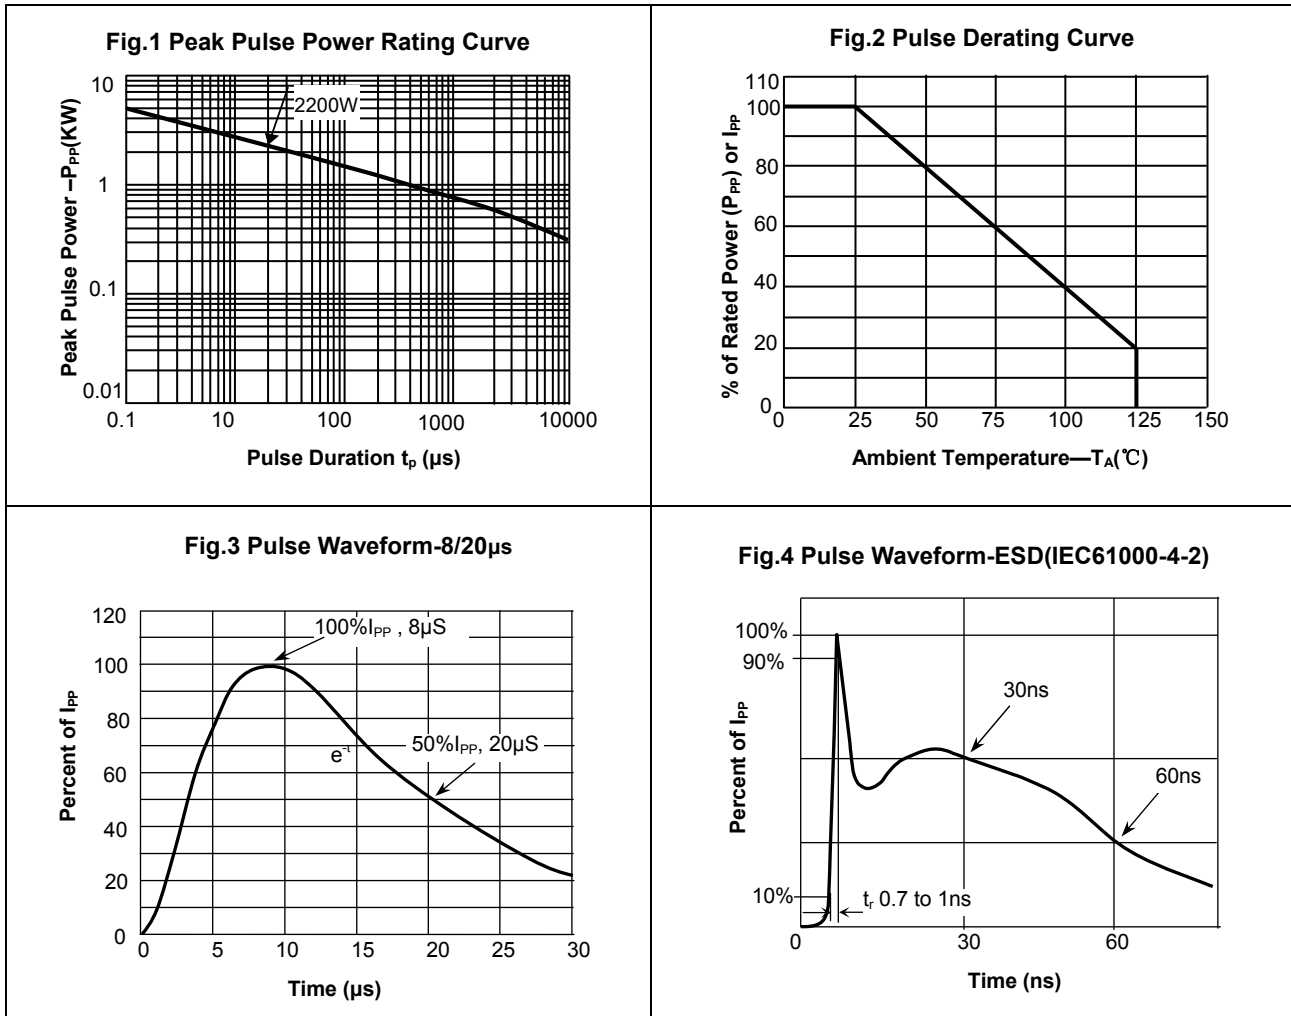 Fig.1 Peak Pulse Power Rating Curve
Peak Pulse Power –PPP(KW)
10
1
0.1
0.01
2200W
0.1
10
100
1000
10000
Pulse Duration tp (µs)
Fig.2 Pulse Derating Curve
% of Rated Power (PPP) or IPP
110
100
80
60
40
20
0
0
25
50
75
100
125
150
Ambient Temperature—TA(℃)
Fig.3 Pulse Waveform-8/20µs
Percent of IPP
120
100
80
60
40
20
0
100%IPP , 8µS
e-t
50%IPP, 20µS
0
5
10
15
20
25
30
Time (µs)
Fig.4 Pulse Waveform-ESD(IEC61000-4-2)
Percent of IPP
100%
90%
10%
30ns
60ns
tr 0.7 to 1ns
0
30
60
Time (ns)